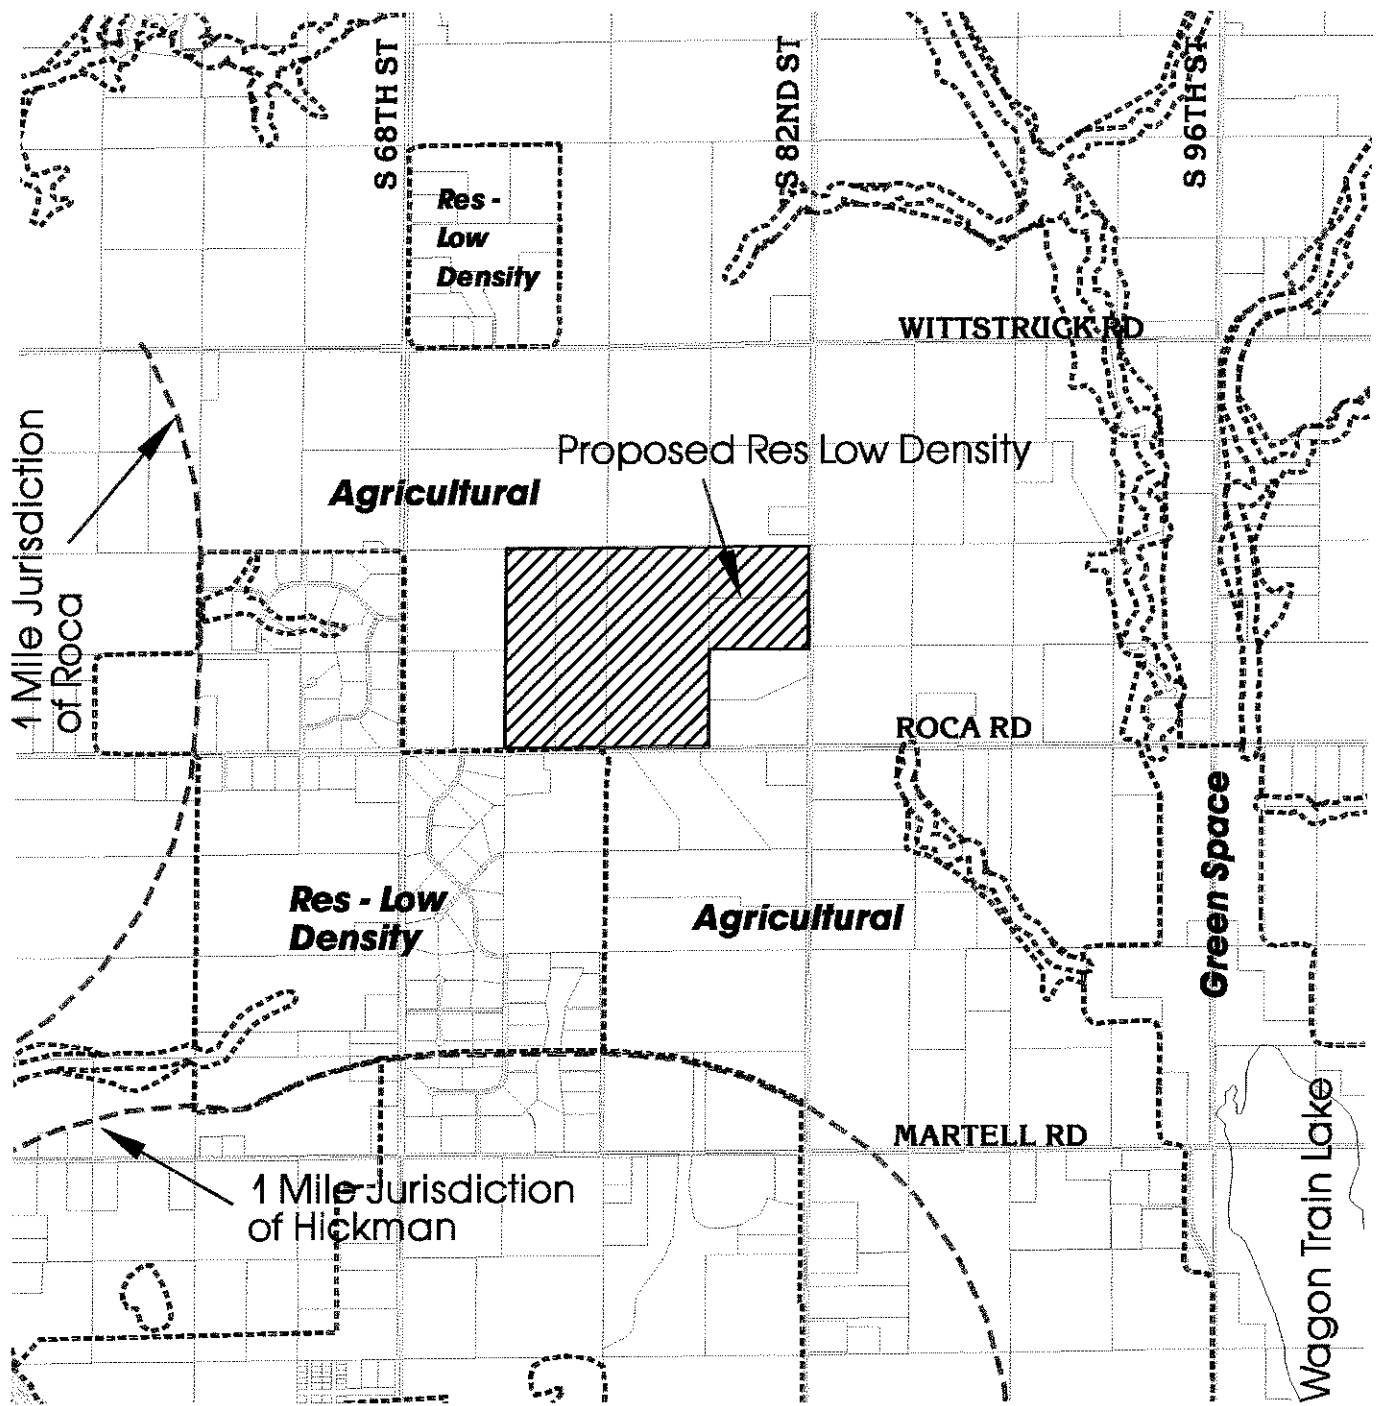 S 68TH ST
S 82ND ST
S 96TH ST
Res -
Low
Density
WITTSTRUCK RD
1 Mile Jurisdiction
of Roca
Proposed Res Low Density
Agricultural
ROCA RD
Res - Low
Density
Agricultural
Green Space
MARTELL RD
1 Mile Jurisdiction
of Hickman
Wagon Train Lake